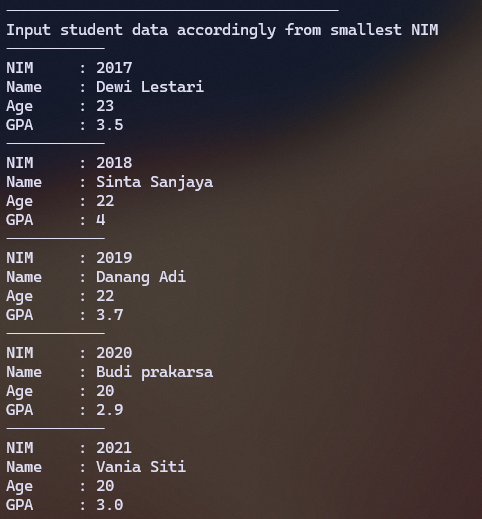 Input student data accordingly from smallest NIM
NIM : 2017
Name : Dewi Lestari
Age : 23
GPA : 3.5
NIM : 2018
Name : Sinta Sanjaya
Age : 22
GPA : 4
NIM : 2019
Name : Danang Adi
Age : 22
GPA : 3.7
NIM : 2020
Name : Budi prakarsa
Age : 20
GPA : 2.9
NIM : 2021
Name : Vania Siti
Age : 20
GPA : 3.0